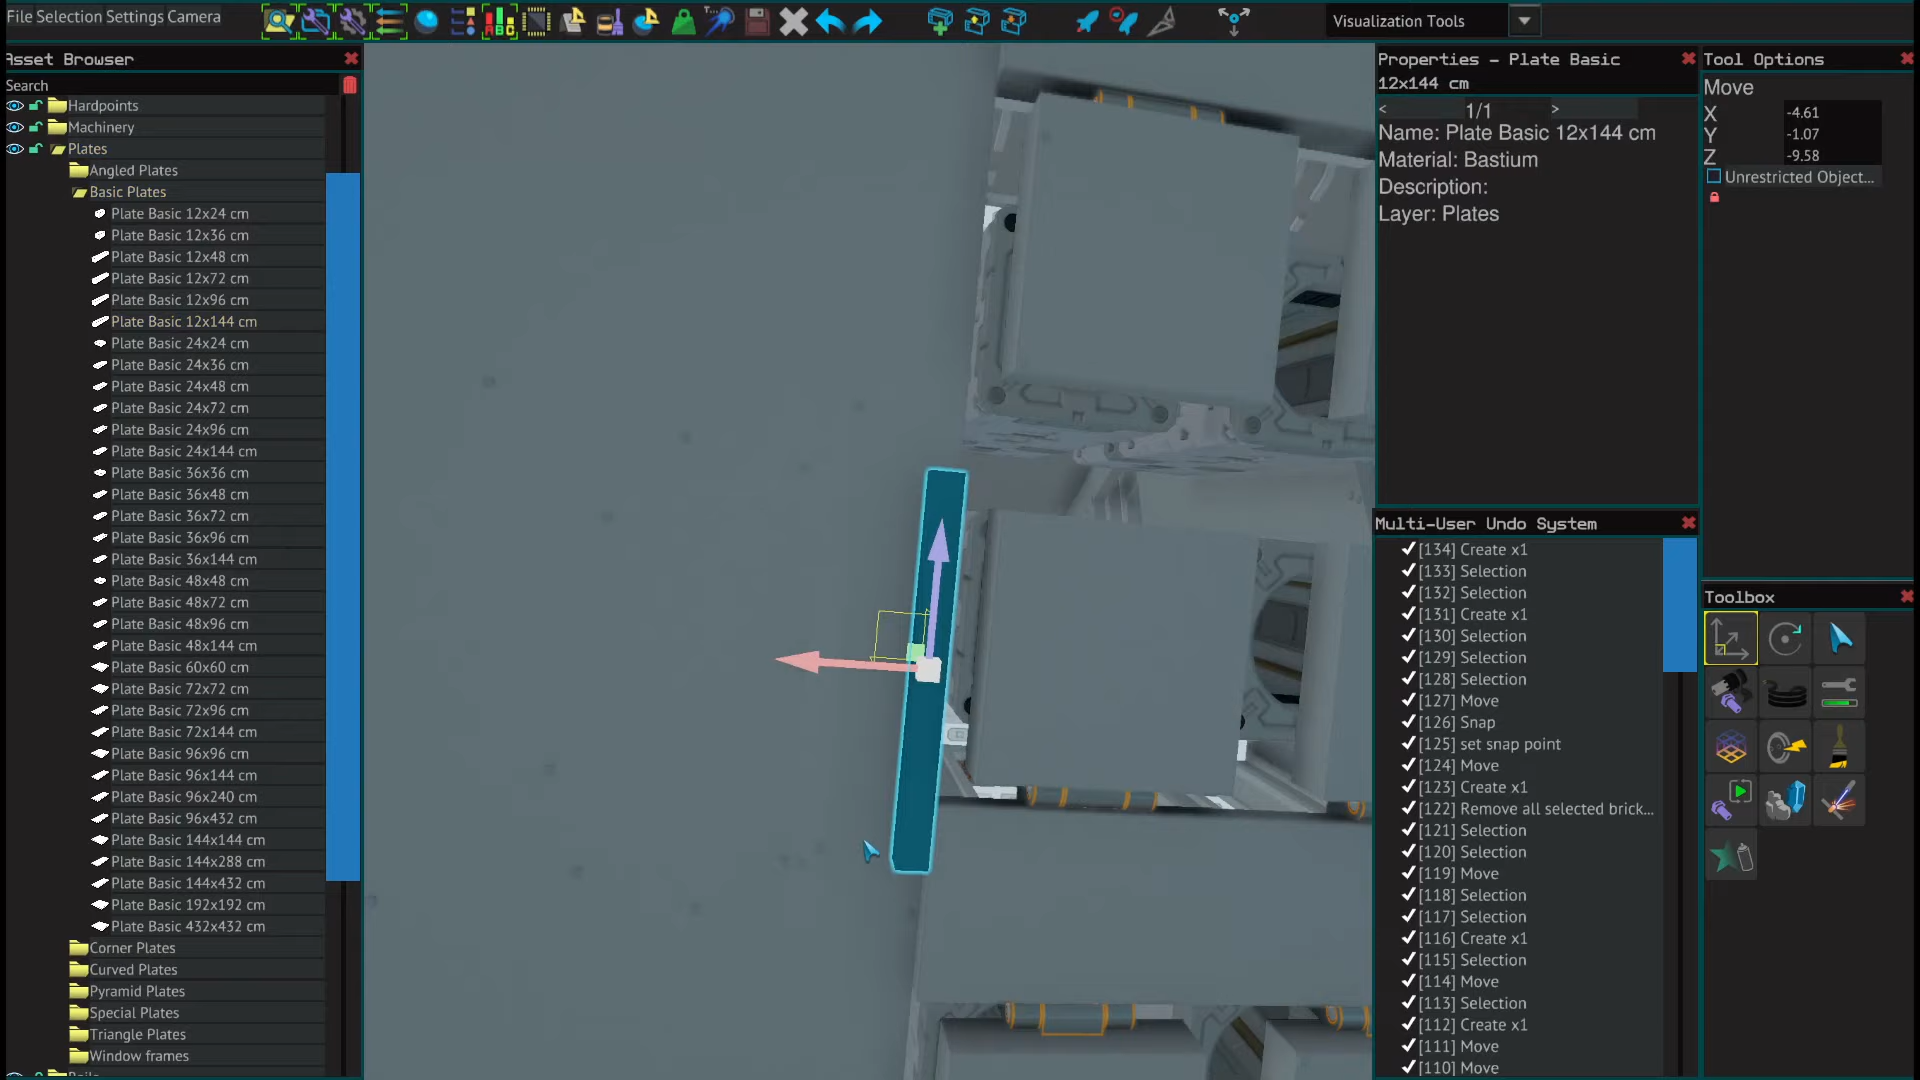 File Selection Settings Camera
Visualization Tools
Asset Browser
Search
Hardpoints
Machinery
Plates
Angled Plates
Basic Plates
Plate Basic 12x24 cm
Plate Basic 12x36 cm
Plate Basic 12x48 cm
Plate Basic 12x72 cm
Plate Basic 12x96 cm
Plate Basic 12x144 cm
Plate Basic 24x24 cm
Plate Basic 24x36 cm
Plate Basic 24x48 cm
Plate Basic 24x72 cm
Plate Basic 24x96 cm
Plate Basic 24x144 cm
Plate Basic 36x36 cm
Plate Basic 36x48 cm
Plate Basic 36x72 cm
Plate Basic 36x96 cm
Plate Basic 36x144 cm
Plate Basic 48x48 cm
Plate Basic 48x72 cm
Plate Basic 48x96 cm
Plate Basic 48x144 cm
Plate Basic 60x60 cm
Plate Basic 72x72 cm
Plate Basic 72x96 cm
Plate Basic 72x144 cm
Plate Basic 96x96 cm
Plate Basic 96x144 cm
Plate Basic 96x240 cm
Plate Basic 96x432 cm
Plate Basic 144x144 cm
Plate Basic 144x288 cm
Plate Basic 144x432 cm
Plate Basic 192x192 cm
Plate Basic 432x432 cm
Corner Plates
Curved Plates
Pyramid Plates
Special Plates
Triangle Plates
Window frames
Properties - Plate Basic
12x144 cm
< 1/1 >
Name: Plate Basic 12x144 cm
Material: Bastium
Description:
Layer: Plates
Multi-User Undo System
[134] Create x1
[133] Selection
[132] Selection
[131] Create x1
[130] Selection
[129] Selection
[128] Selection
[127] Move
[126] Snap
[125] set snap point
[124] Move
[123] Create x1
[122] Remove all selected brick...
[121] Selection
[120] Selection
[119] Move
[118] Selection
[117] Selection
[116] Create x1
[115] Selection
[114] Move
[113] Selection
[112] Create x1
[111] Move
[110] Move
Tool Options
Move
X -4.61
Y -1.07
Z -9.58
Unrestricted Object...
Toolbox